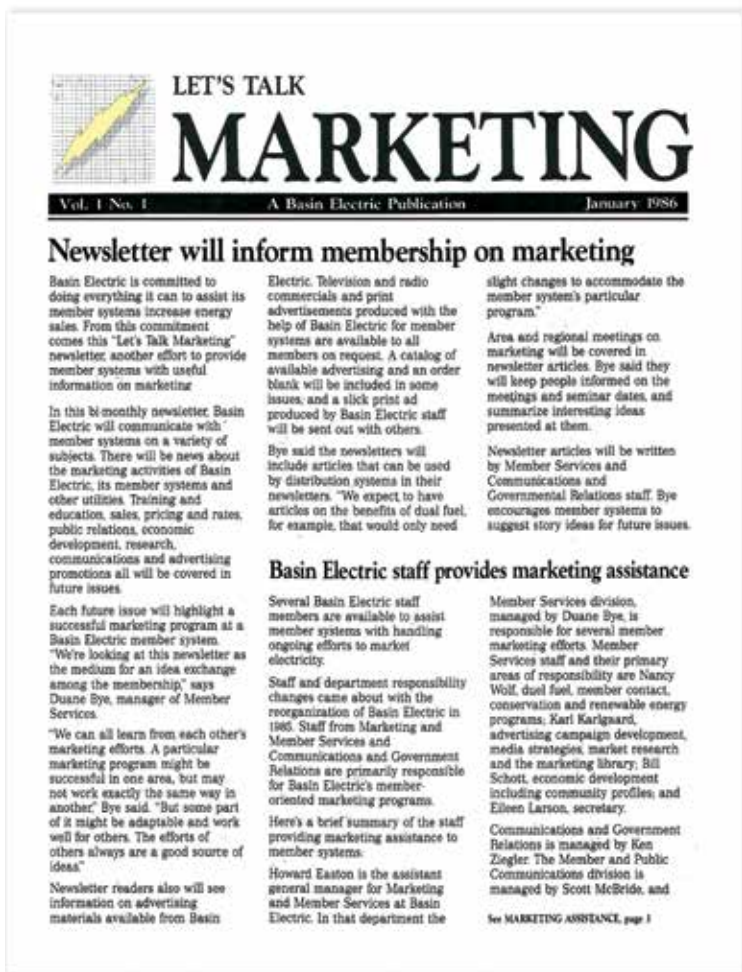 LET'S TALK
MARKETING
Vol. 1 No. 1 A Basin Electric Publication January 1986
Newsletter will inform membership on marketing
Basin Electric is committed to
doing everything it can to assist its
member systems increase energy
sales. From this commitment
comes this "Let's Talk Marketing"
newsletter, another effort to provide
member systems with useful
information on marketing
In this bi-monthly newsletter, Basin
Electric will communicate with
member systems on a variety of
subjects. There will be news about
the marketing activities of Basin
Electric, its member systems and
other utilities. Training and
education, sales, pricing and rates,
public relations, economic
development, research,
communications and advertising
promotions all will be covered in
future issues.
Each future issue will highlight a
successful marketing program at a
Basin Electric member system.
"We're looking at this newsletter as
the medium for an idea exchange
among the membership," says
Duane Bye, manager of Member
Services.
"We can all learn from each other's
marketing efforts. A particular
marketing program might be
successful in one area, but may
not work exactly the same way in
another," Bye said. "But some part
of it might be adaptable and work
well for others. The efforts of
others always are a good source of
ideas."
Newsletter readers also will see
information on advertising
materials available from Basin
Electric. Television and radio
commercials and print
advertisements produced with the
help of Basin Electric for member
systems are available to all
members on request. A catalog of
available advertising and an order
blank will be included in some
issues, and a slick print ad
produced by Basin Electric staff
will be sent out with others.
Bye said the newsletters will
include articles that can be used
by distribution systems in their
newsletters. "We expect to have
articles on the benefits of dual fuel,
for example, that would only need
slight changes to accommodate the
member system's particular
program."
Area and regional meetings on
marketing will be covered in
newsletter articles. Bye said they
will keep people informed on the
meetings and seminar dates, and
summarize interesting ideas
presented at them.
Newsletter articles will be written
by Member Services and
Communications and
Governmental Relations staff. Bye
encourages member systems to
suggest story ideas for future issues.
Basin Electric staff provides marketing assistance
Several Basin Electric staff
members are available to assist
member systems with handling
ongoing efforts to market
electricity.
Staff and department responsibility
changes came about with the
reorganization of Basin Electric in
1985. Staff from Marketing and
Member Services and
Communications and Government
Relations are primarily responsible
for Basin Electric's member-
oriented marketing programs.
Here's a brief summary of the staff
providing marketing assistance to
member systems.
Howard Easton is the assistant
general manager for Marketing
and Member Services at Basin
Electric. In that department the
Member Services division,
managed by Duane Bye, is
responsible for several member
marketing efforts. Member
Services staff and their primary
areas of responsibility are Nancy
Wolf, duel fuel, member contact,
conservation and renewable energy
programs; Karl Karlgaard,
advertising campaign development,
media strategies, market research
and the marketing library; Bill
Schott, economic development
including community profiles; and
Eileen Larson, secretary.
Communications and Government
Relations is managed by Ken
Ziegler. The Member and Public
Communications division is
managed by Scott McBride, and
See MARKETING ASSISTANCE, page 3